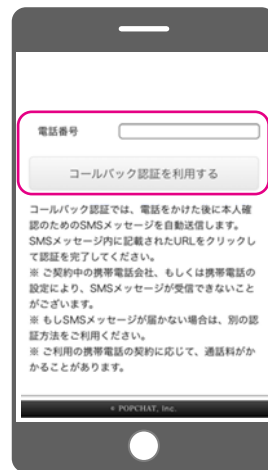 電話番号
コールバック認証を利用する
コールバック認証では、電話をかけた後に本人確
認のためのSMSメッセージを自動送信します。
SMSメッセージ内に記載されたURLをクリックし
て認証を完了してください。
※ ご契約中の携帯電話会社、もしくは携帯電話の
設定により、SMSメッセージが受信できないこと
がございます。
※ もしSMSメッセージが届かない場合は、別の認
証方法をご利用ください。
※ ご利用の携帯電話の契約に応じて、通話料がか
かることがあります。
© POPCHAT, Inc.